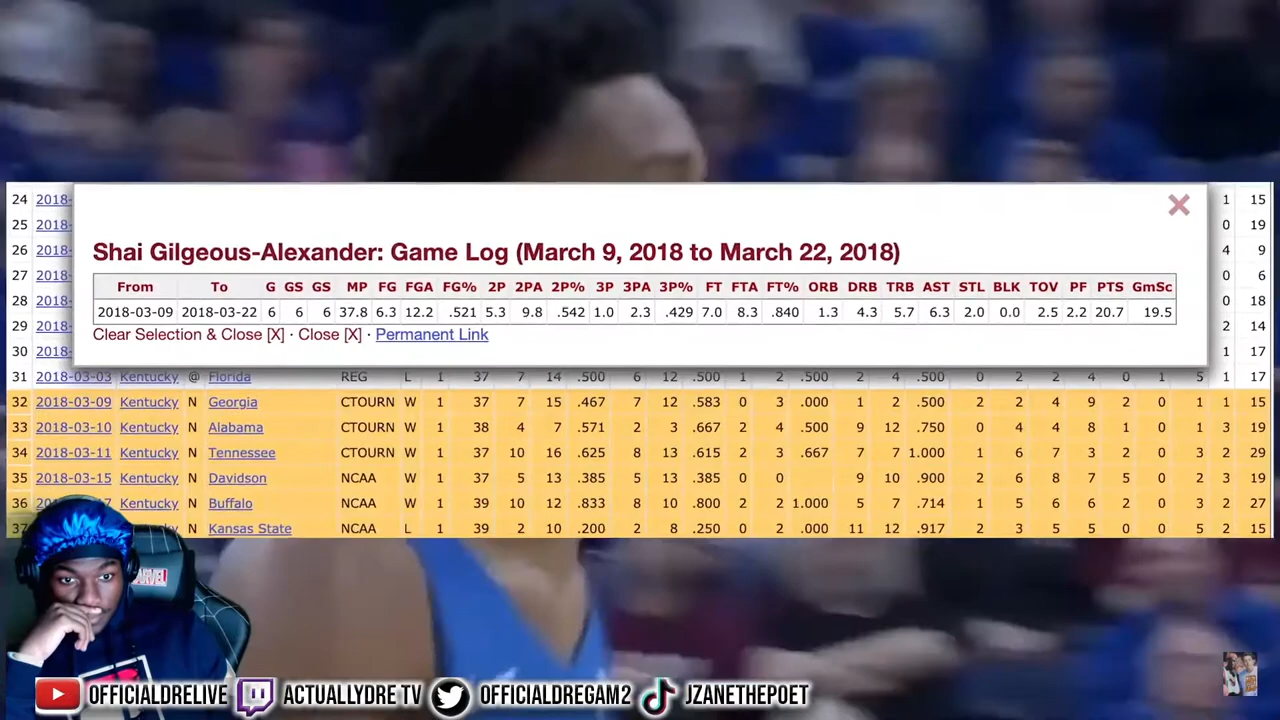 24 2018- 1 15
25 2018- 0 19
26 2018- 4 9
27 2018- 0 6
28 2018- 0 18
29 2018- 2 14
30 2018- 1 17
Shai Gilgeous-Alexander: Game Log (March 9, 2018 to March 22, 2018)
From To G GS GS MP FG FGA FG% 2P 2PA 2P% 3P 3PA 3P% FT FTA FT% ORB DRB TRB AST STL BLK TOV PF PTS GmSc
2018-03-09 2018-03-22 6 6 6 37.8 6.3 12.2 .521 5.3 9.8 .542 1.0 2.3 .429 7.0 8.3 .840 1.3 4.3 5.7 6.3 2.0 0.0 2.5 2.2 20.7 19.5
Clear Selection & Close [X] · Close [X] · Permanent Link
31 2018-03-03 Kentucky @ Florida REG L 1 37 7 14 .500 6 12 .500 1 2 .500 2 4 .500 0 2 2 4 0 1 5 1 17
32 2018-03-09 Kentucky N Georgia CTOURN W 1 37 7 15 .467 7 12 .583 0 3 .000 1 2 .500 2 2 4 9 2 0 1 1 15
33 2018-03-10 Kentucky N Alabama CTOURN W 1 38 4 7 .571 2 3 .667 2 4 .500 9 12 .750 0 4 4 8 1 0 1 3 19
34 2018-03-11 Kentucky N Tennessee CTOURN W 1 37 10 16 .625 8 13 .615 2 3 .667 7 7 1.000 1 6 7 3 2 0 3 2 29
35 2018-03-15 Kentucky N Davidson NCAA W 1 37 5 13 .385 5 13 .385 0 0 9 10 .900 2 6 8 7 5 0 2 3 19
36 Kentucky N Buffalo NCAA W 1 39 10 12 .833 8 10 .800 2 2 1.000 5 7 .714 1 5 6 6 2 0 3 2 27
37 N Kansas State NCAA L 1 39 2 10 .200 2 8 .250 0 2 .000 11 12 .917 2 3 5 5 0 0 5 2 15
MARVEL
OFFICIALDRELIVE ACTUALLYDRE TV OFFICIALDREGAM2 JZANETHEPOET